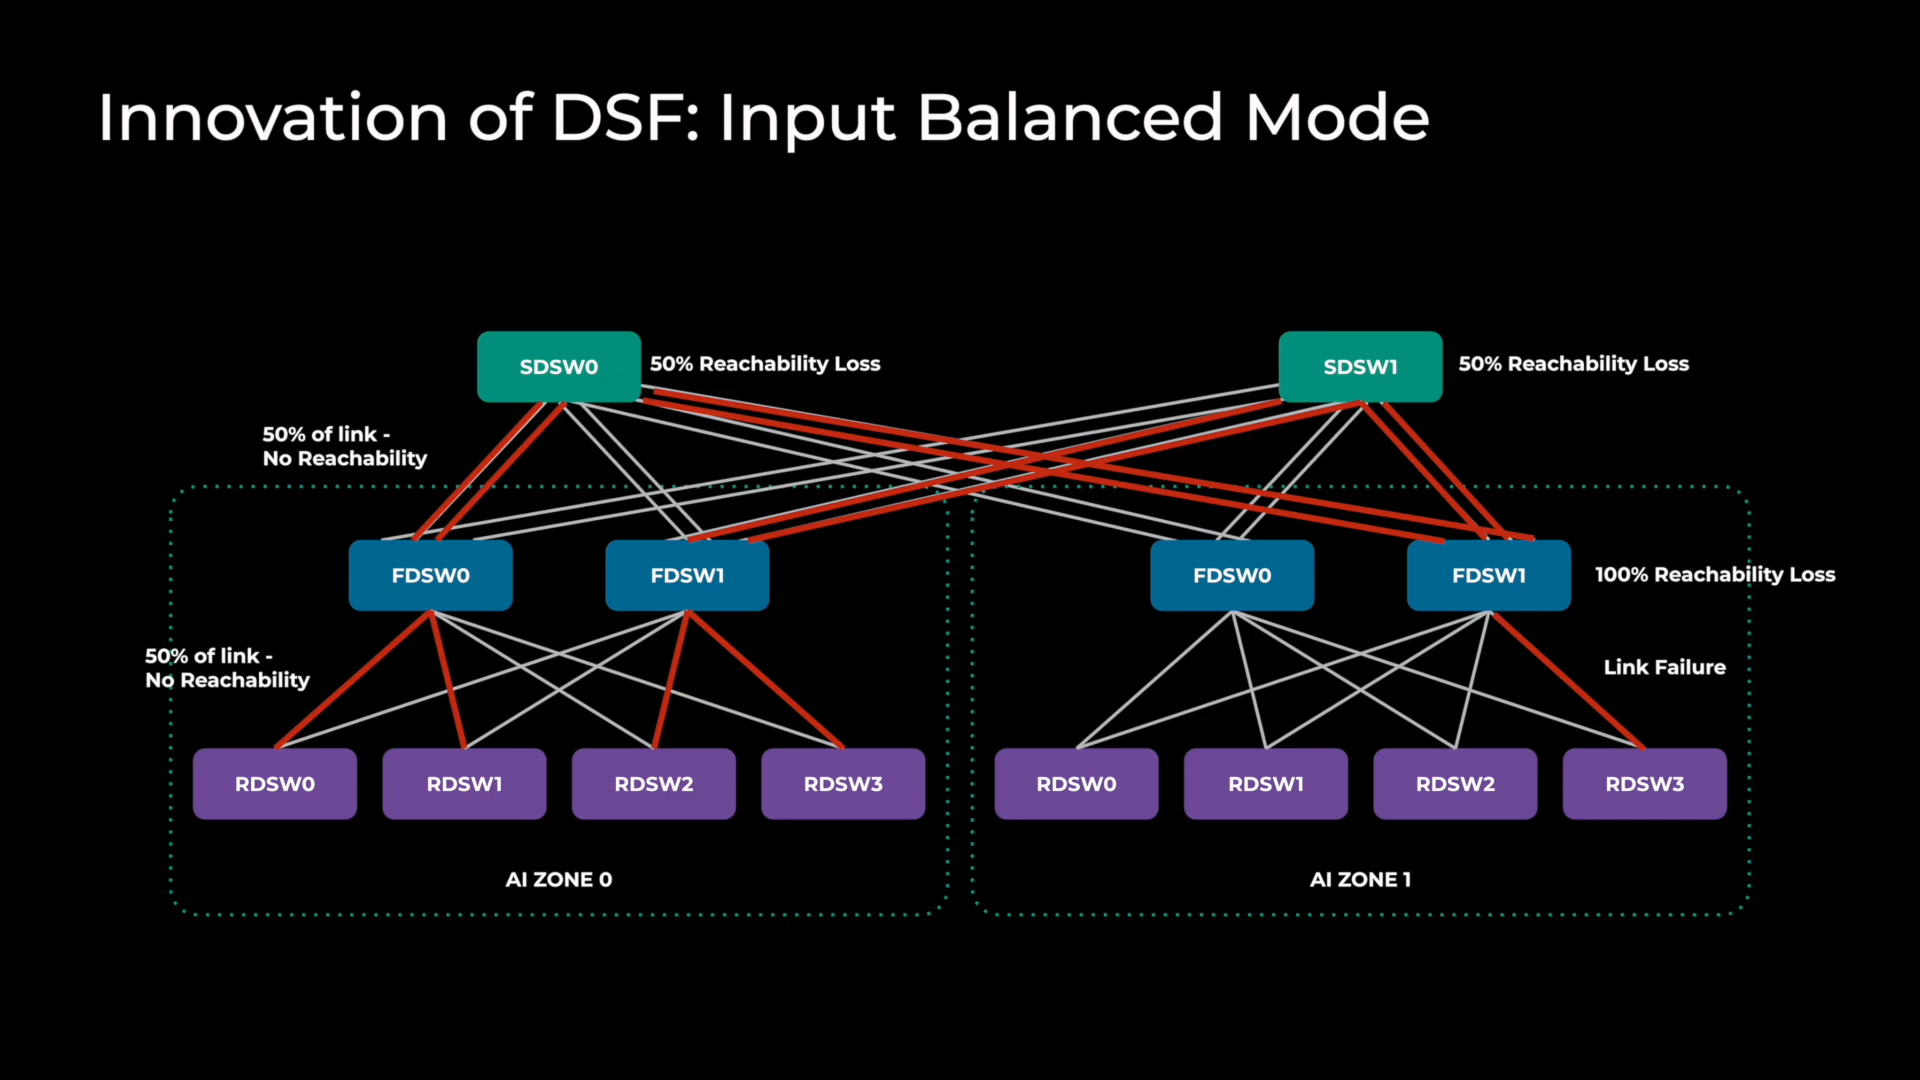 Innovation of DSF: Input Balanced Mode
SDSW0
50% Reachability Loss
SDSW1
50% Reachability Loss
50% of link -
No Reachability
FDSW0
FDSW1
FDSW0
FDSW1
100% Reachability Loss
50% of link -
No Reachability
Link Failure
RDSW0
RDSW1
RDSW2
RDSW3
RDSW0
RDSW1
RDSW2
RDSW3
AI ZONE 0
AI ZONE 1